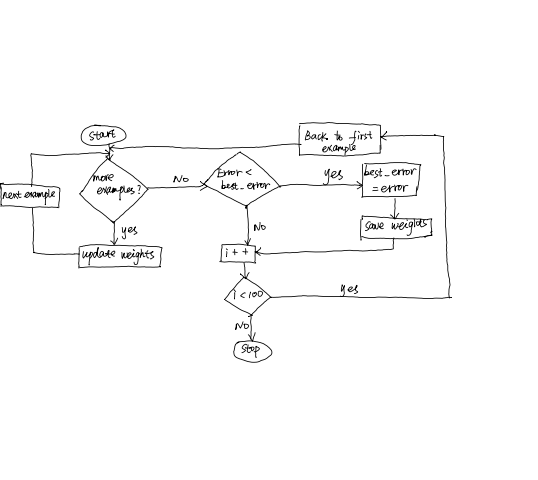 Start
Back to first
example
more
examples?
No
Error <
best_error
yes
best_error
= error
next example
yes
No
save weights
update weights
i++
i < 100
yes
No
Stop